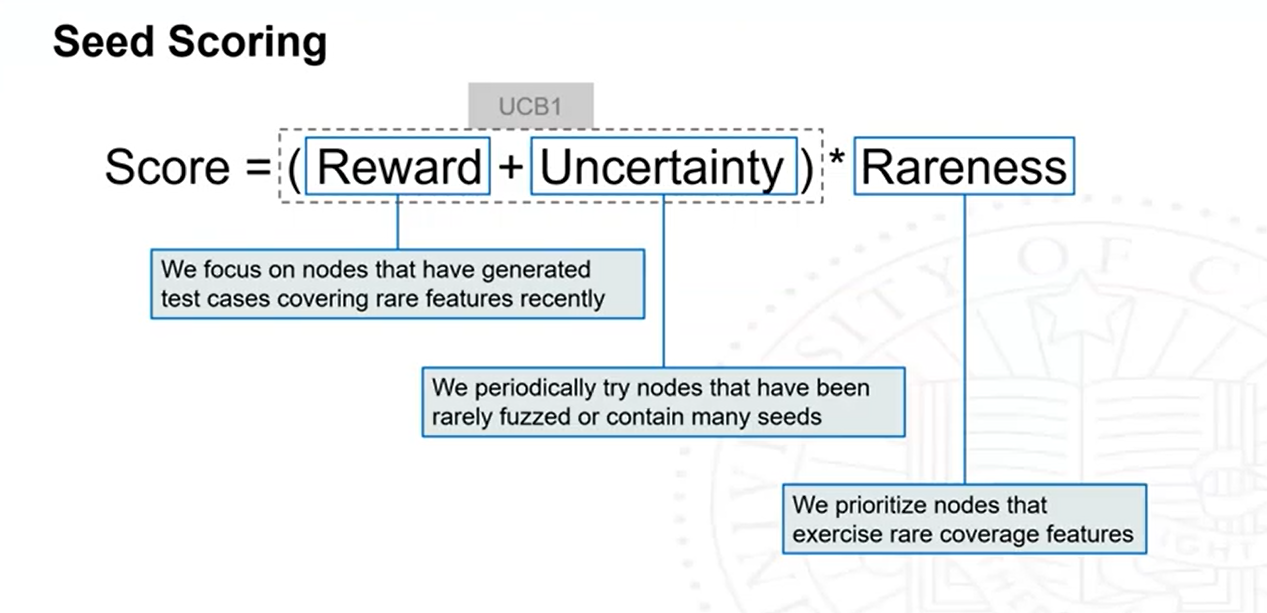 Seed Scoring
UCB1
Score = ( Reward + Uncertainty ) * Rareness
We focus on nodes that have generated
test cases covering rare features recently
We periodically try nodes that have been
rarely fuzzed or contain many seeds
We prioritize nodes that
exercise rare coverage features